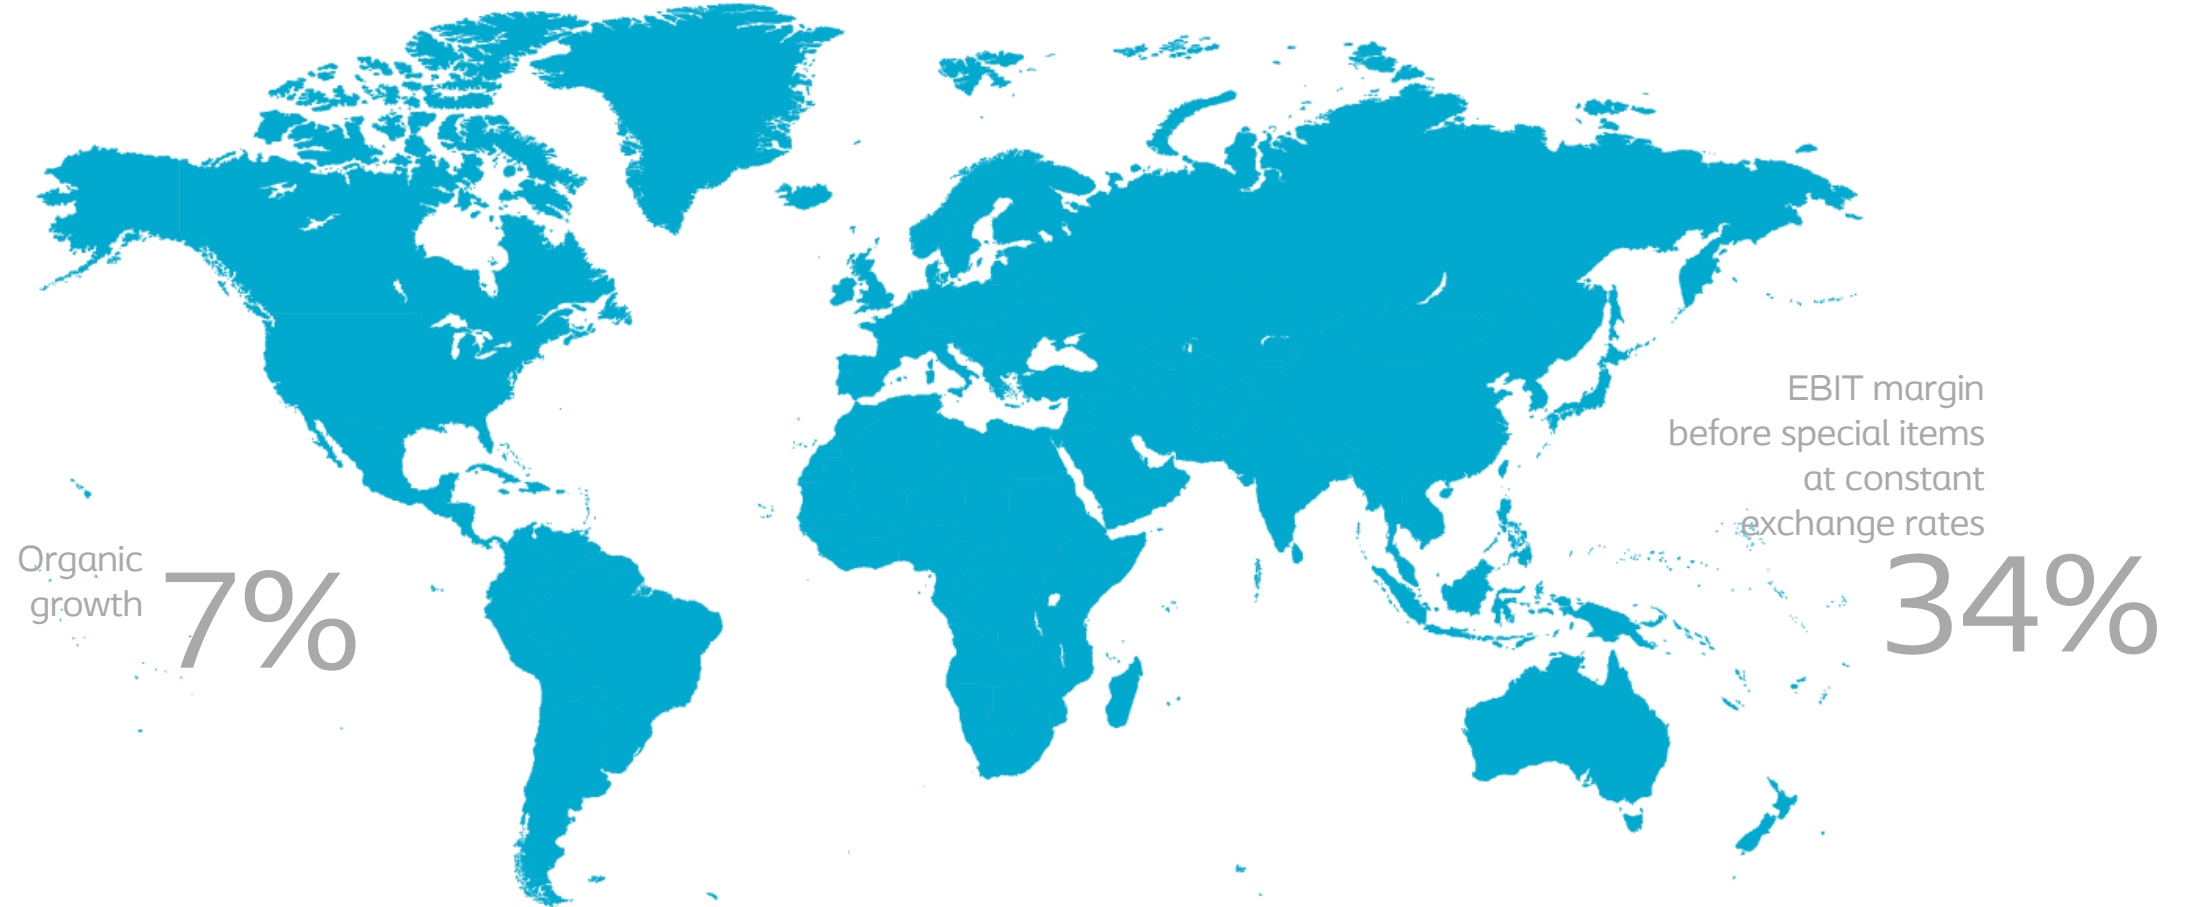 Organic
growth
7%
EBIT margin
before special items
at constant
exchange rates
34%